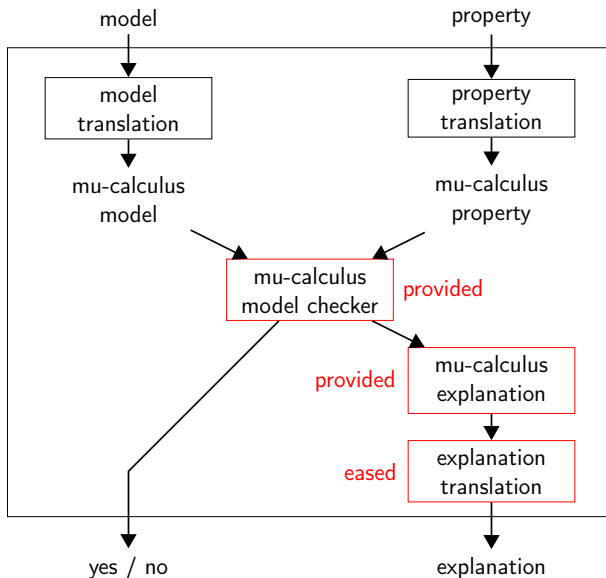 model
property
model
translation
property
translation
mu-calculus
model
mu-calculus
property
mu-calculus
model checker
provided
provided
mu-calculus
explanation
eased
explanation
translation
yes / no
explanation